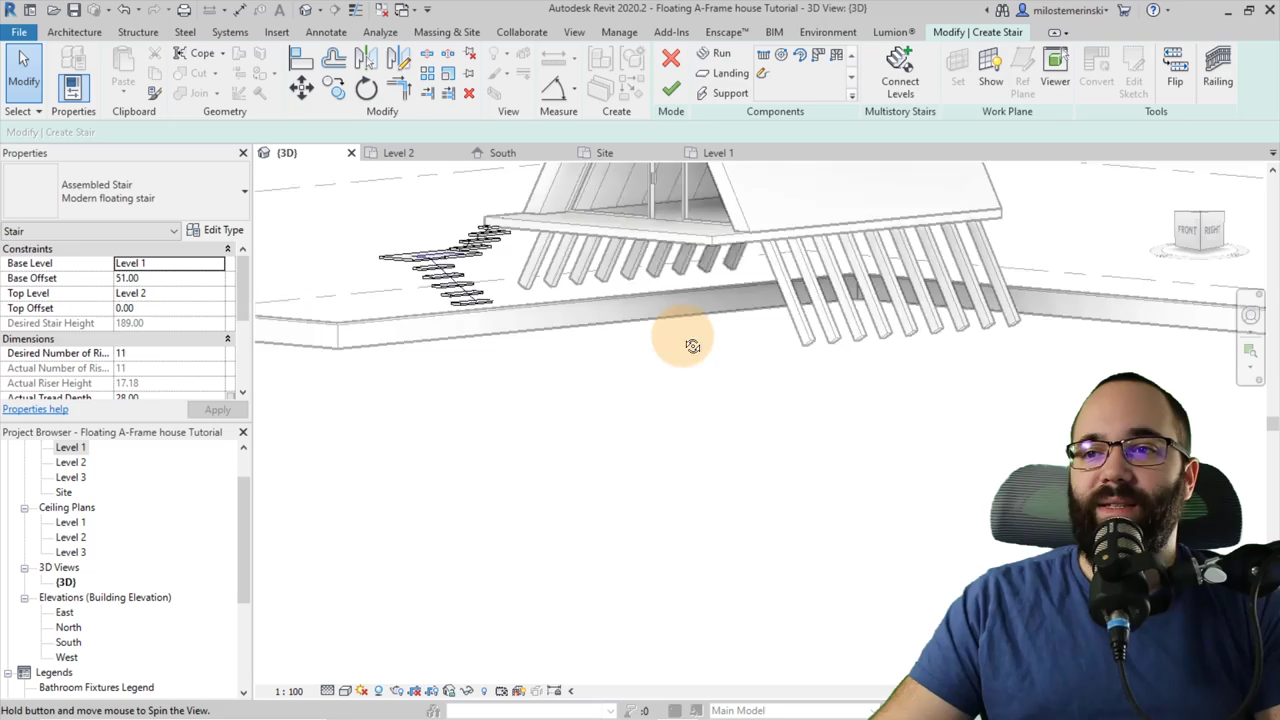 Autodesk Revit 2020.2 - Floating A-Frame house Tutorial - 3D View: {3D}
milostemerinski
File Architecture Structure Steel Systems Insert Annotate Analyze Massing & Site Collaborate View Manage Add-Ins Enscape™ BIM Environment Lumion® Modify | Create Stair
Modify
Select
Properties
Paste
Clipboard
Cope
Cut
Join
Geometry
Modify
View
Measure
Create
Mode
Run
Landing
Support
Components
Connect
Levels
Multistory Stairs
Set
Show
Ref
Plane
Viewer
Work Plane
Convert
Edit
Sketch
Flip
Railing
Tools
Modify | Create Stair
Properties
{3D}
Level 2
South
Site
Level 1
Assembled Stair
Modern floating stair
Stair
Edit Type
Constraints
Base Level Level 1
Base Offset 51.00
Top Level Level 2
Top Offset 0.00
Desired Stair Height 189.00
Dimensions
Desired Number of Ris... 11
Actual Number of Ris... 11
Actual Riser Height 17.18
Actual Tread Depth 28.00
Properties help
Apply
Project Browser - Floating A-Frame house Tutorial
Level 1
Level 2
Level 3
Site
Ceiling Plans
Level 1
Level 2
Level 3
3D Views
{3D}
Elevations (Building Elevation)
East
North
South
West
Legends
Bathroom Fixtures Legend
FRONT RIGHT
1 : 100
Hold button and move mouse to Spin the View.
:0
Main Model